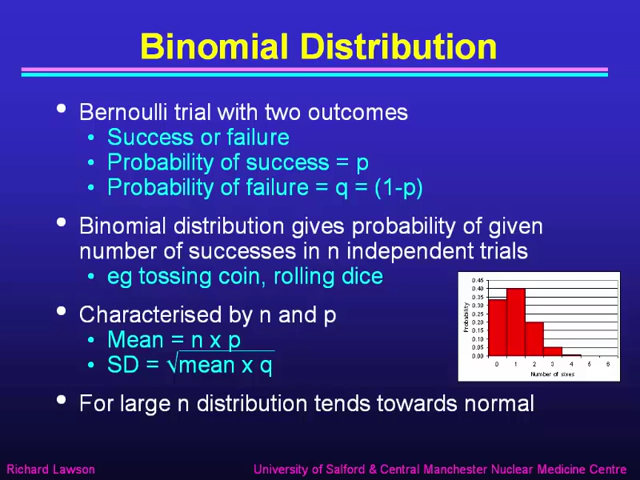 Binomial Distribution
• Bernoulli trial with two outcomes
• Success or failure
• Probability of success = p
• Probability of failure = q = (1-p)
• Binomial distribution gives probability of given
number of successes in n independent trials
• eg tossing coin, rolling dice
• Characterised by n and p
• Mean = n x p
• SD = √mean x q
• For large n distribution tends towards normal
0.45
0.40
0.35
0.30
0.25
0.20
0.15
0.10
0.05
0.00
Probability
0 1 2 3 4 5 6
Number of sixes
Richard Lawson
University of Salford & Central Manchester Nuclear Medicine Centre